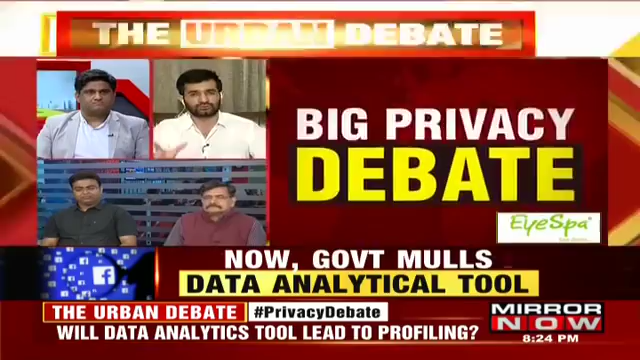 THE URBAN DEBATE
BIG PRIVACY
DEBATE
EyeSpa
NOW, GOVT MULLS
DATA ANALYTICAL TOOL
THE URBAN DEBATE #PrivacyDebate
WILL DATA ANALYTICS TOOL LEAD TO PROFILING?
MIRROR
NOW
8:24 PM